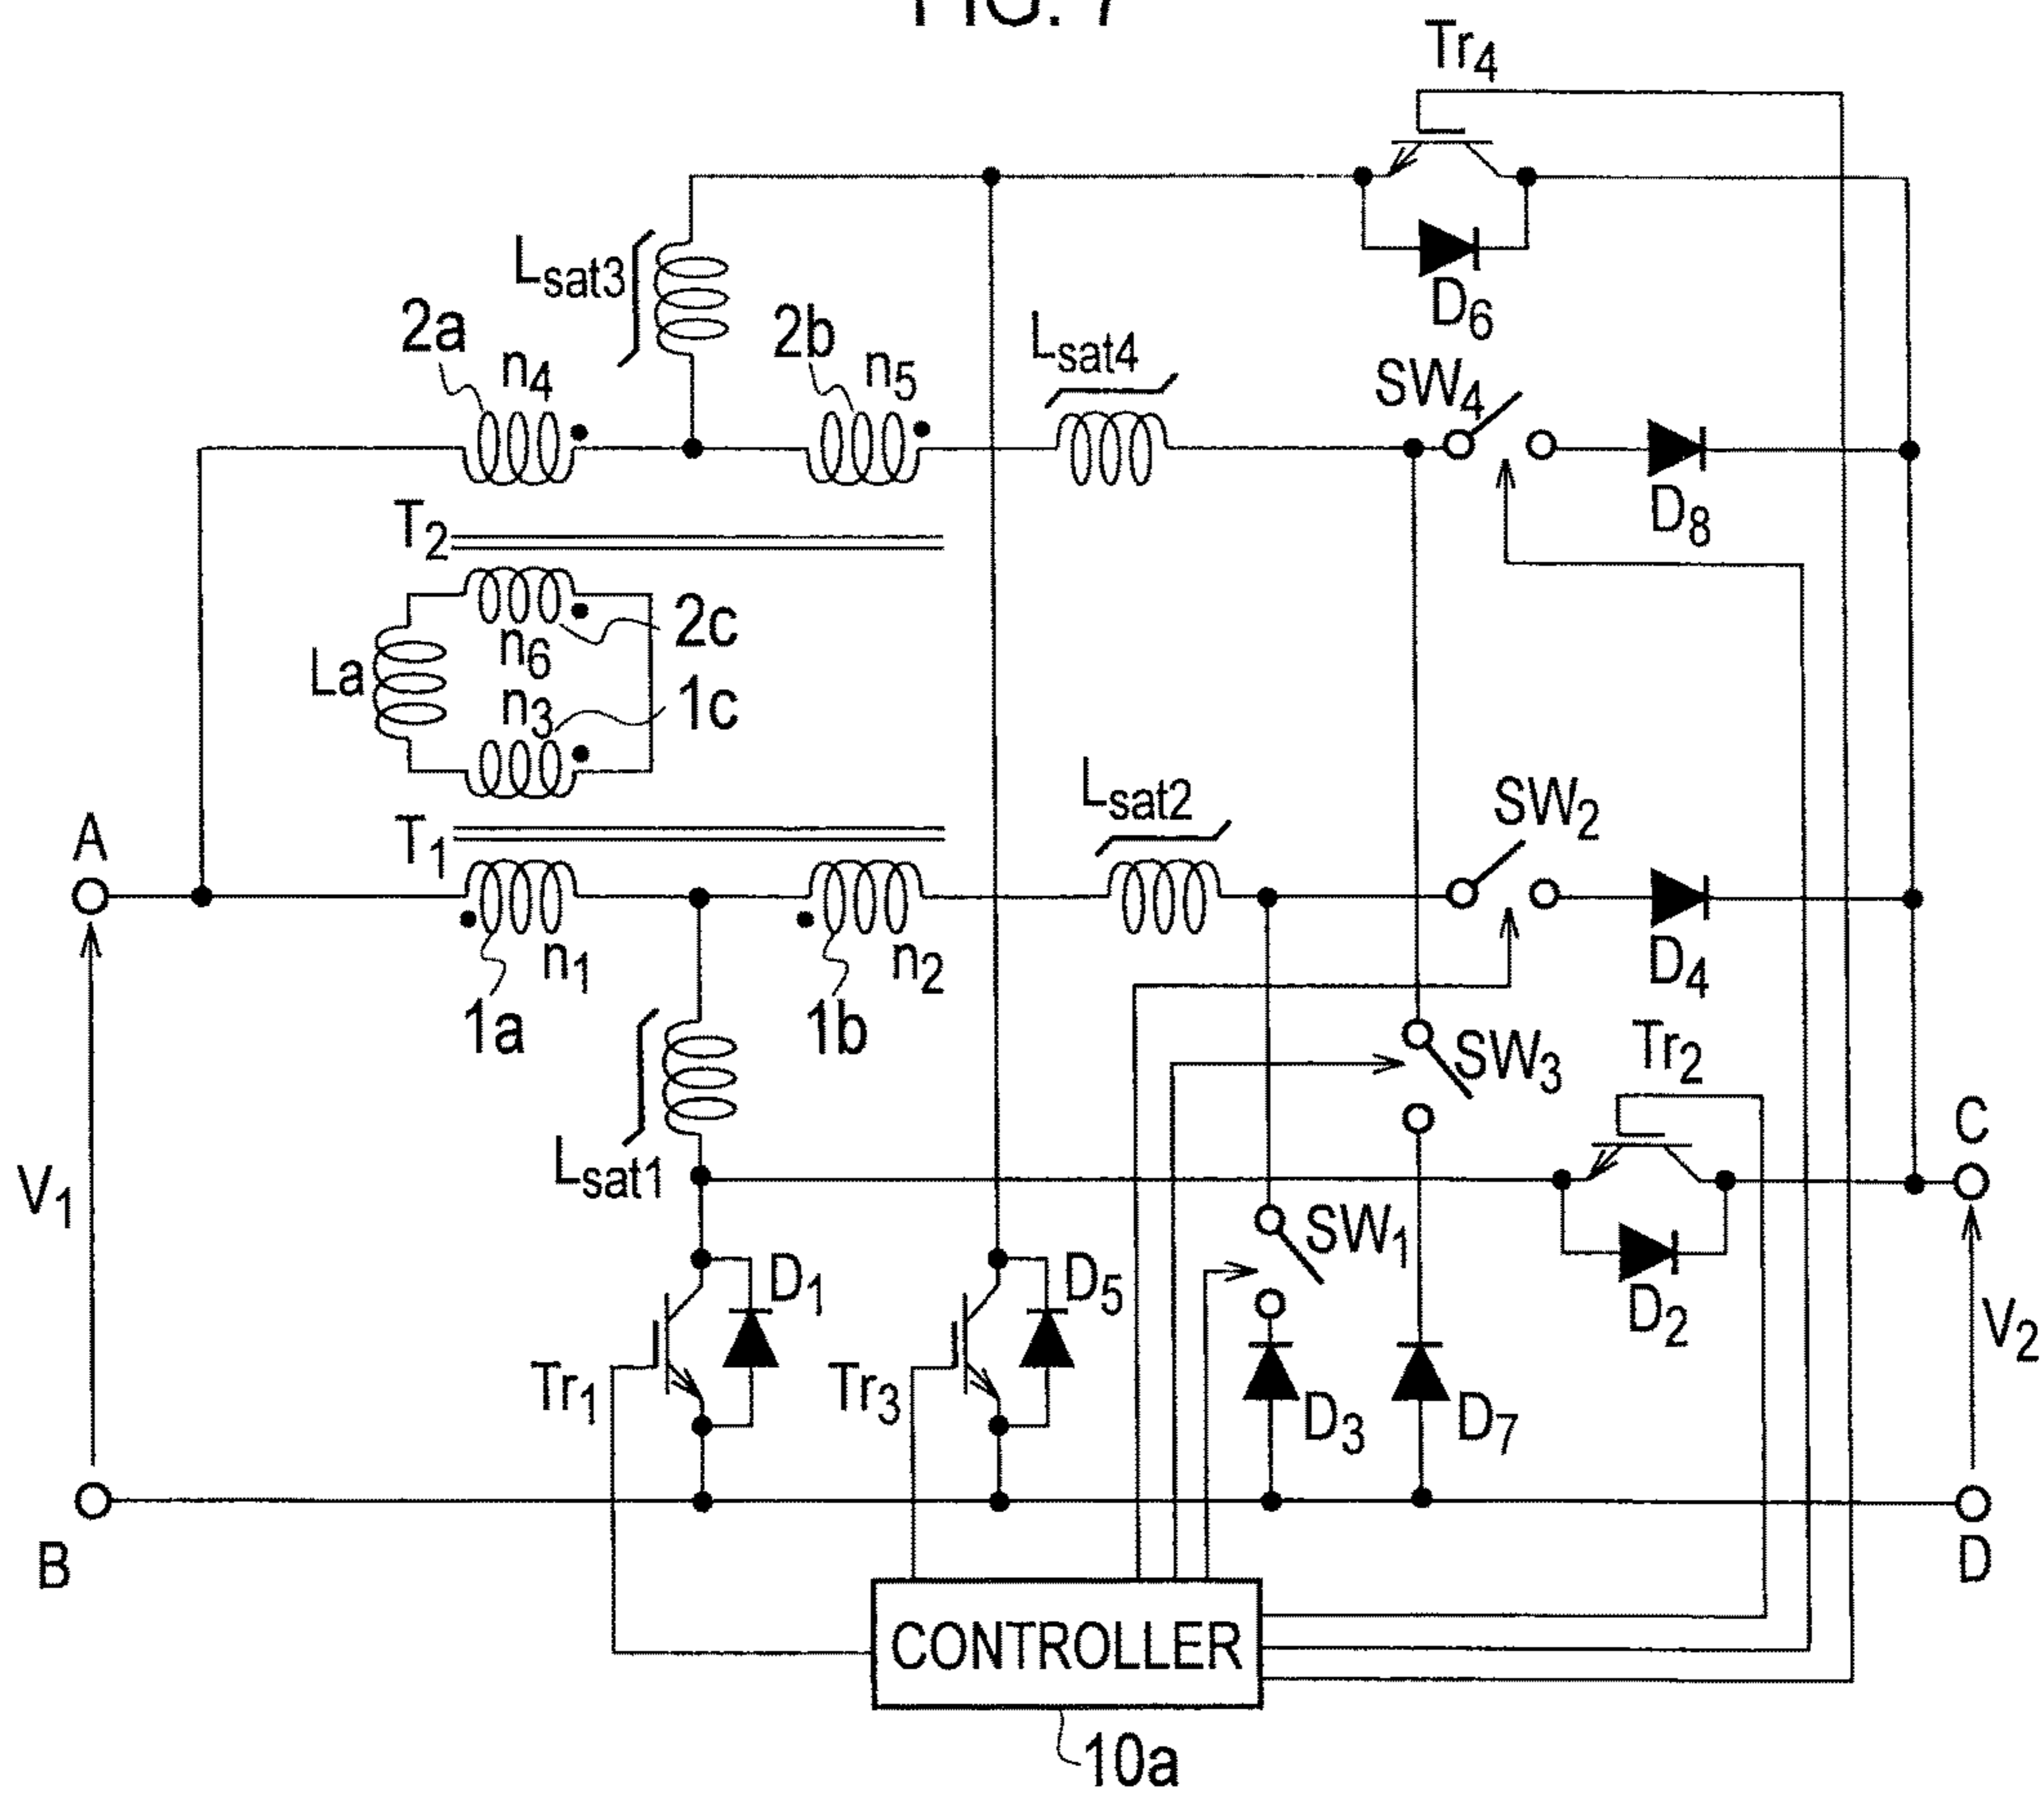 FIG. 7
Tr4
Lsat3
D6
2a
n4
2b
n5
Lsat4
SW4
D8
T2
2c
n6
La
n3
1c
Lsat2
SW2
A
T1
D4
n1
n2
1a
1b
SW3
Tr2
C
Lsat1
V1
SW1
D1
D5
D2
V2
Tr1
Tr3
D3
D7
B
D
CONTROLLER
10a